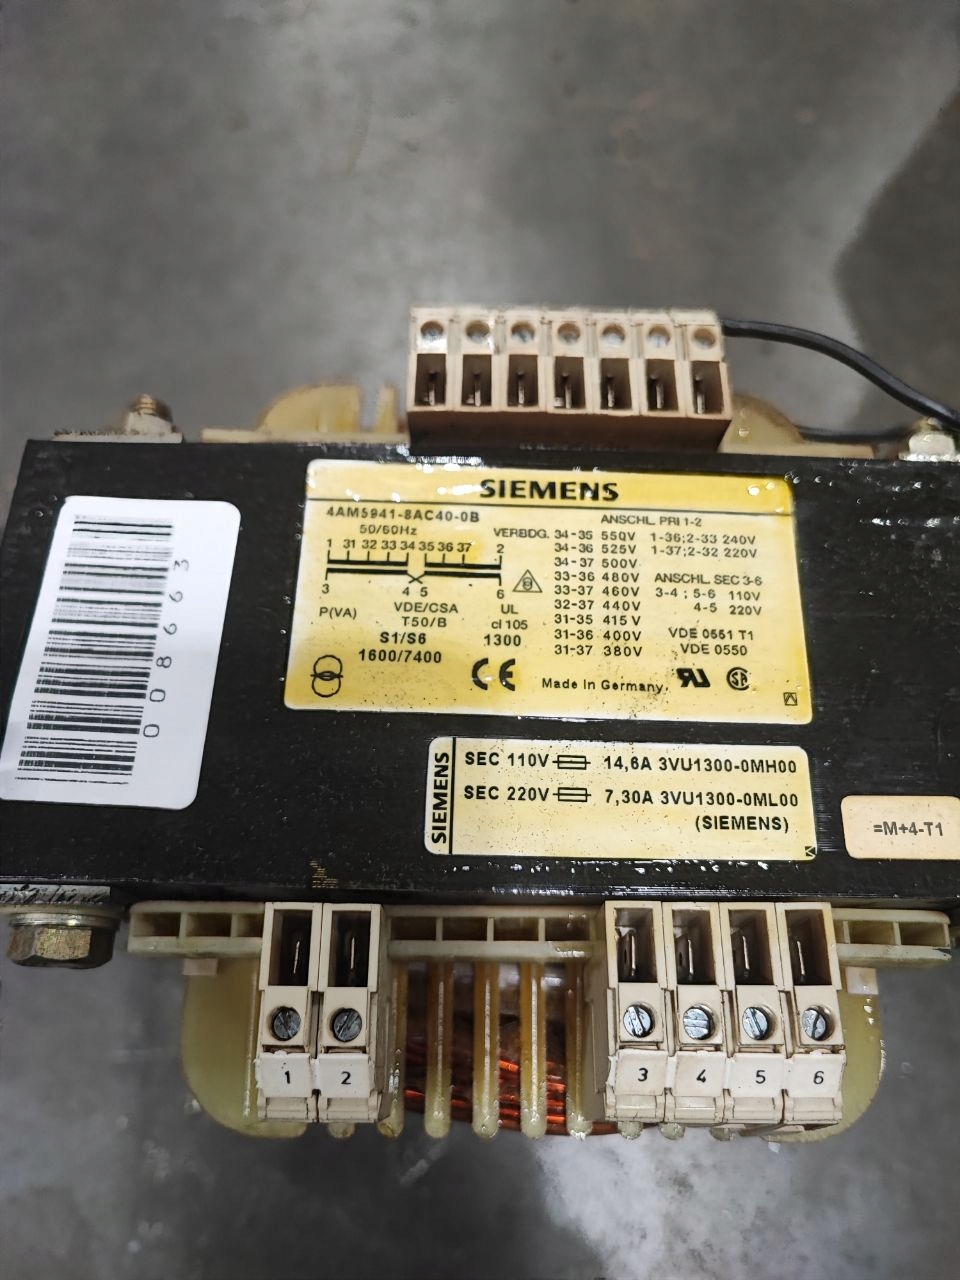 SIEMENS
4AM5941-8AC40-0B
50/60Hz
1 31 32 33 34 35 36 37 2
3 4 5 6
P(VA) VDE/CSA UL
T50/B cl 105
S1/S6 1300
1600/7400
ANSCHL. PRI 1-2
VERBDG. 34-35 550V 1-36;2-33 240V
34-36 525V 1-37;2-32 220V
34-37 500V
33-36 480V ANSCHL. SEC 3-6
33-37 460V 3-4 ; 5-6 110V
32-37 440V 4-5 220V
31-35 415 V
31-36 400V VDE 0551 T1
31-37 380V VDE 0550
CE Made in Germany.
008663
SIEMENS
SEC 110V 14,6A 3VU1300-0MH00
SEC 220V 7,30A 3VU1300-0ML00
(SIEMENS)
=M+4-T1
1 2 3 4 5 6